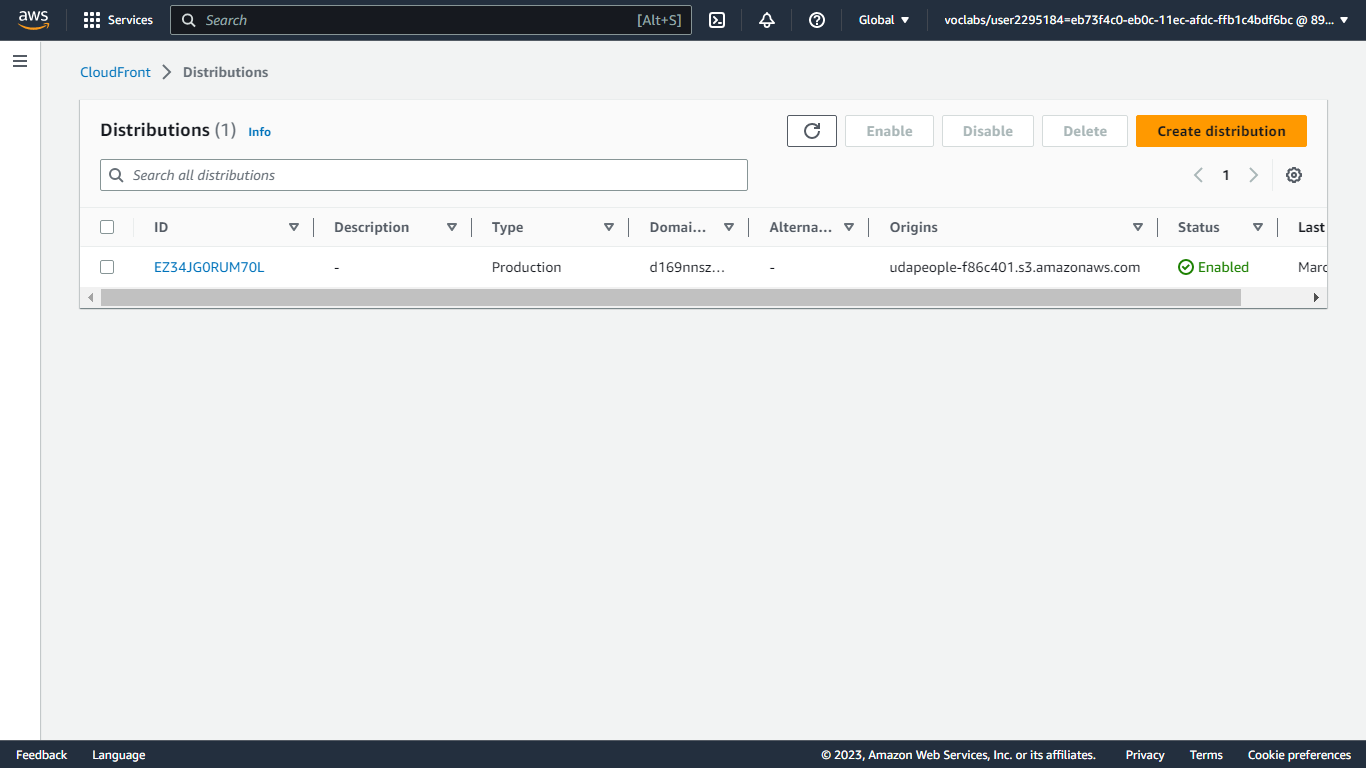 aws Services Search [Alt+S] Global voclabs/user2295184=eb73f4c0-eb0c-11ec-afdc-ffb1c4bdf6bc @ 89...
CloudFront Distributions
Distributions (1) Info Enable Disable Delete Create distribution
Search all distributions 1
ID Description Type Domai... Alterna... Origins Status Last
EZ34JG0RUM70L - Production d169nnsz... - udapeople-f86c401.s3.amazonaws.com Enabled Marc
Feedback Language © 2023, Amazon Web Services, Inc. or its affiliates. Privacy Terms Cookie preferences